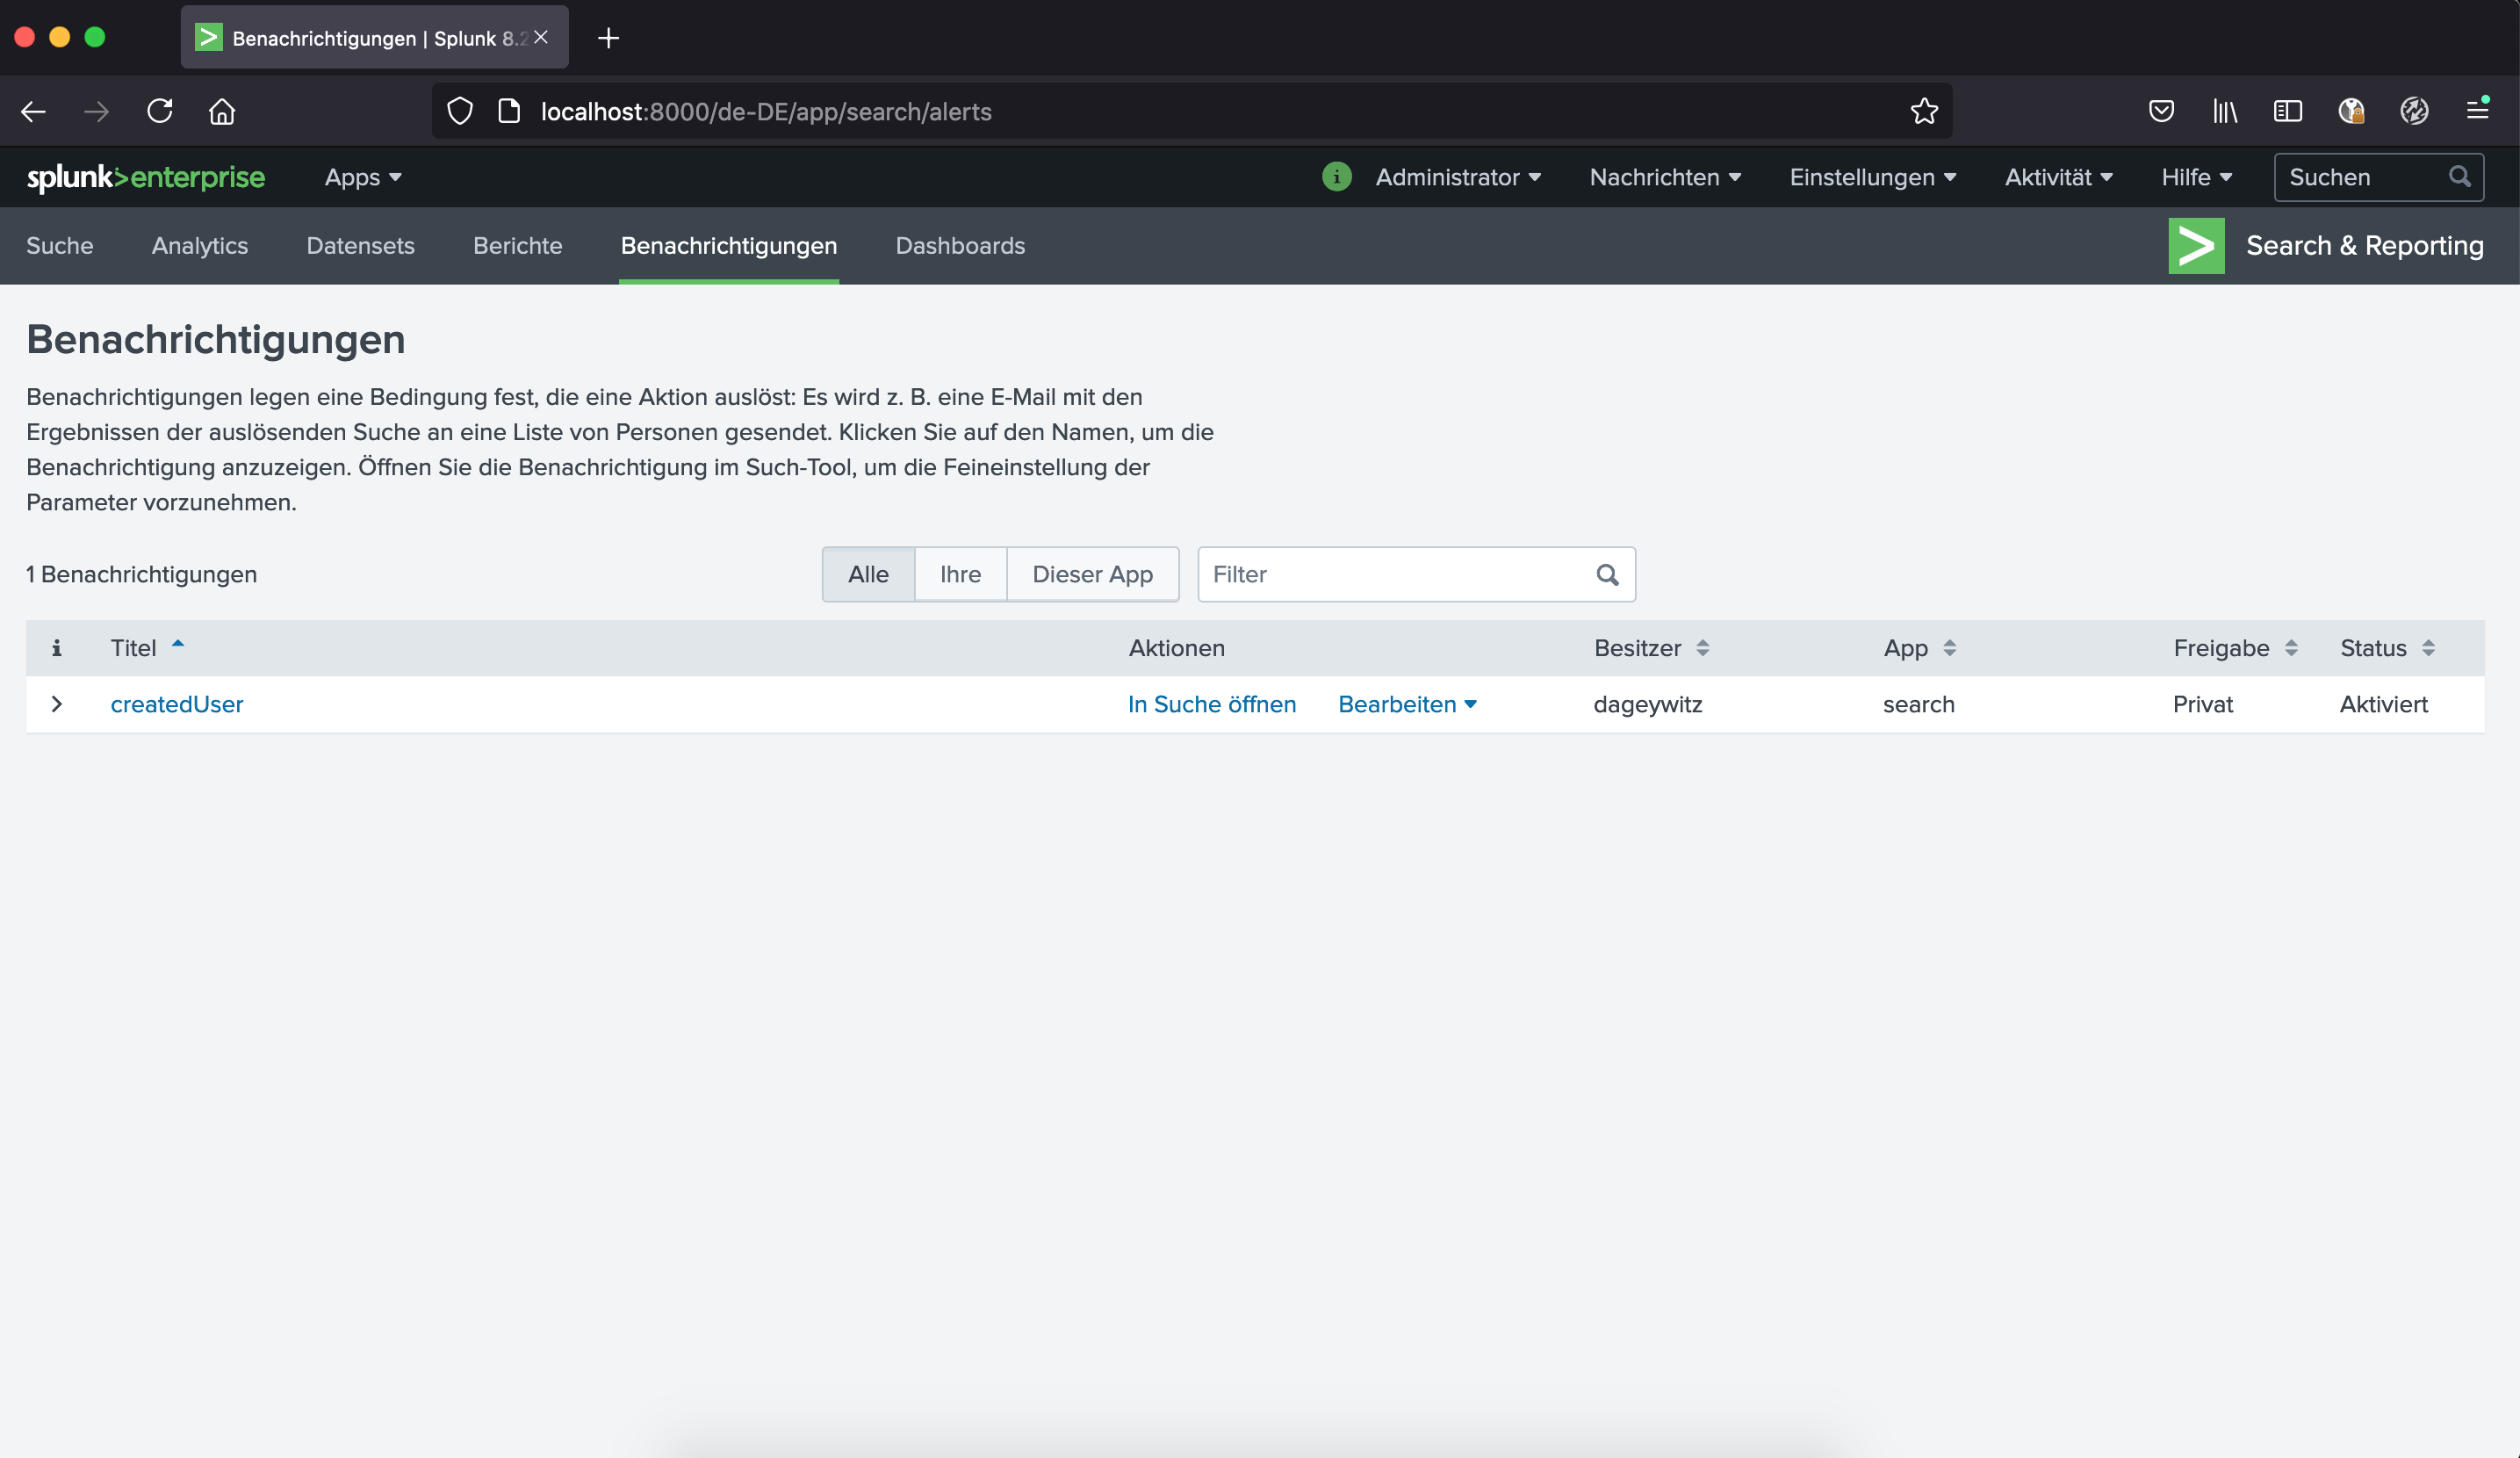 Benachrichtigungen | Splunk 8.2
localhost:8000/de-DE/app/search/alerts
splunk>enterprise Apps Administrator Nachrichten Einstellungen Aktivität Hilfe Suchen
Suche Analytics Datensets Berichte Benachrichtigungen Dashboards Search & Reporting
Benachrichtigungen
Benachrichtigungen legen eine Bedingung fest, die eine Aktion auslöst: Es wird z. B. eine E-Mail mit den
Ergebnissen der auslösenden Suche an eine Liste von Personen gesendet. Klicken Sie auf den Namen, um die
Benachrichtigung anzuzeigen. Öffnen Sie die Benachrichtigung im Such-Tool, um die Feineinstellung der
Parameter vorzunehmen.
1 Benachrichtigungen Alle Ihre Dieser App Filter
i Titel Aktionen Besitzer App Freigabe Status
createdUser In Suche öffnen Bearbeiten dageywitz search Privat Aktiviert